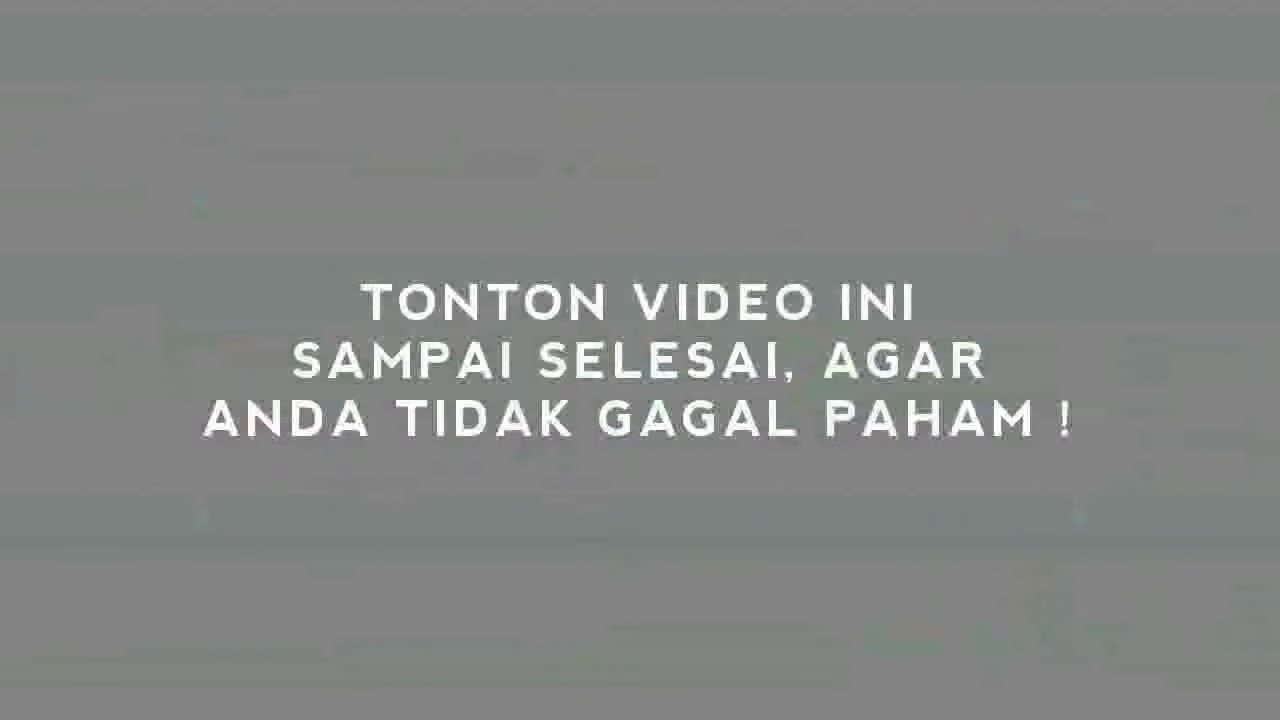 TONTON VIDEO INI
SAMPAI SELESAI, AGAR
ANDA TIDAK GAGAL PAHAM !